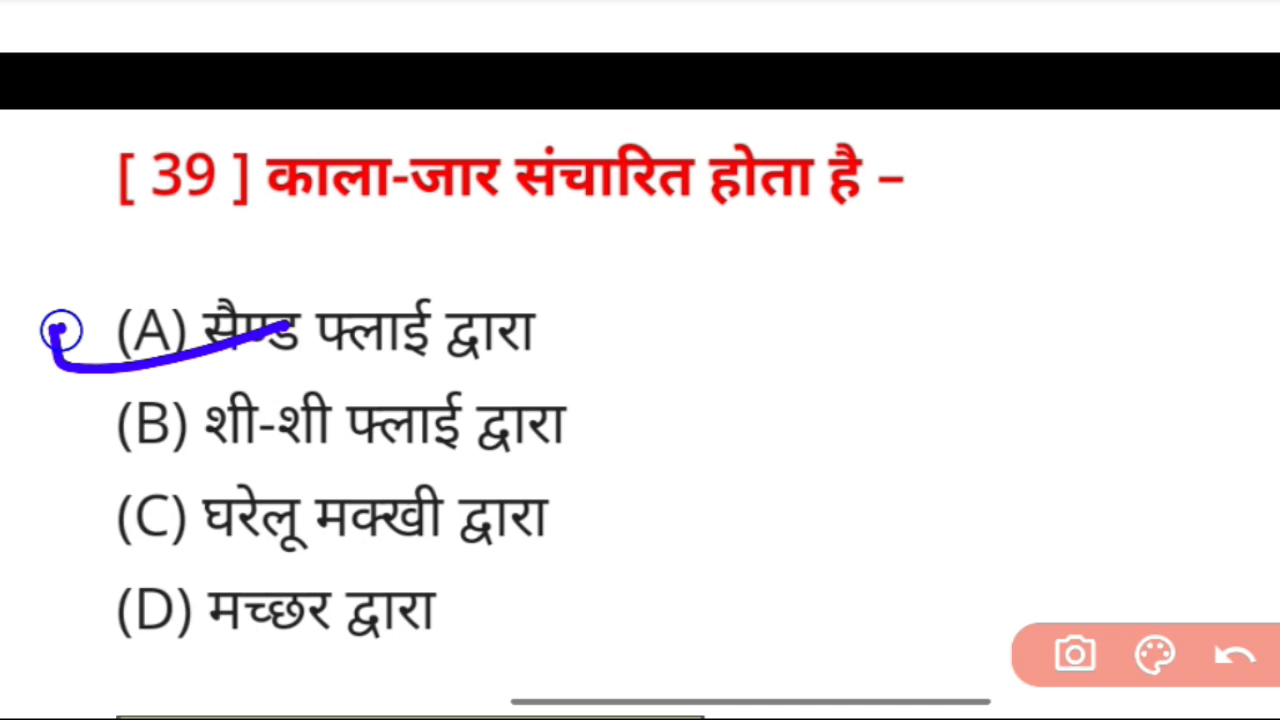 [ 39 ] काला-जार संचारित होता है –
(A) सैण्ड फ्लाई द्वारा
(B) शी-शी फ्लाई द्वारा
(C) घरेलू मक्खी द्वारा
(D) मच्छर द्वारा